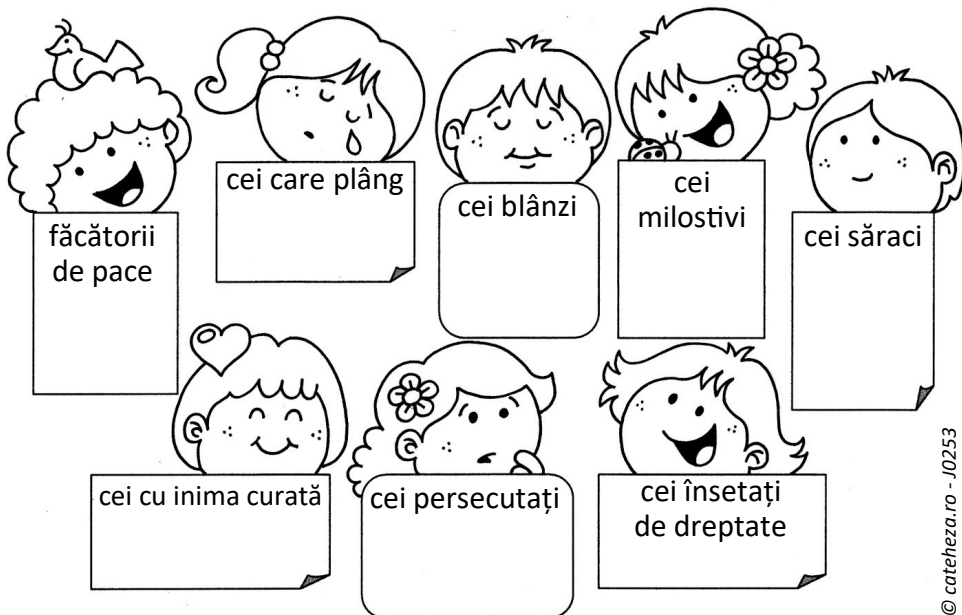 făcătorii
de pace
cei care plâng
cei blânzi
cei
milostivi
cei săraci
cei cu inima curată
cei persecutați
cei însetați
de dreptate
© cateheza.ro - J0253